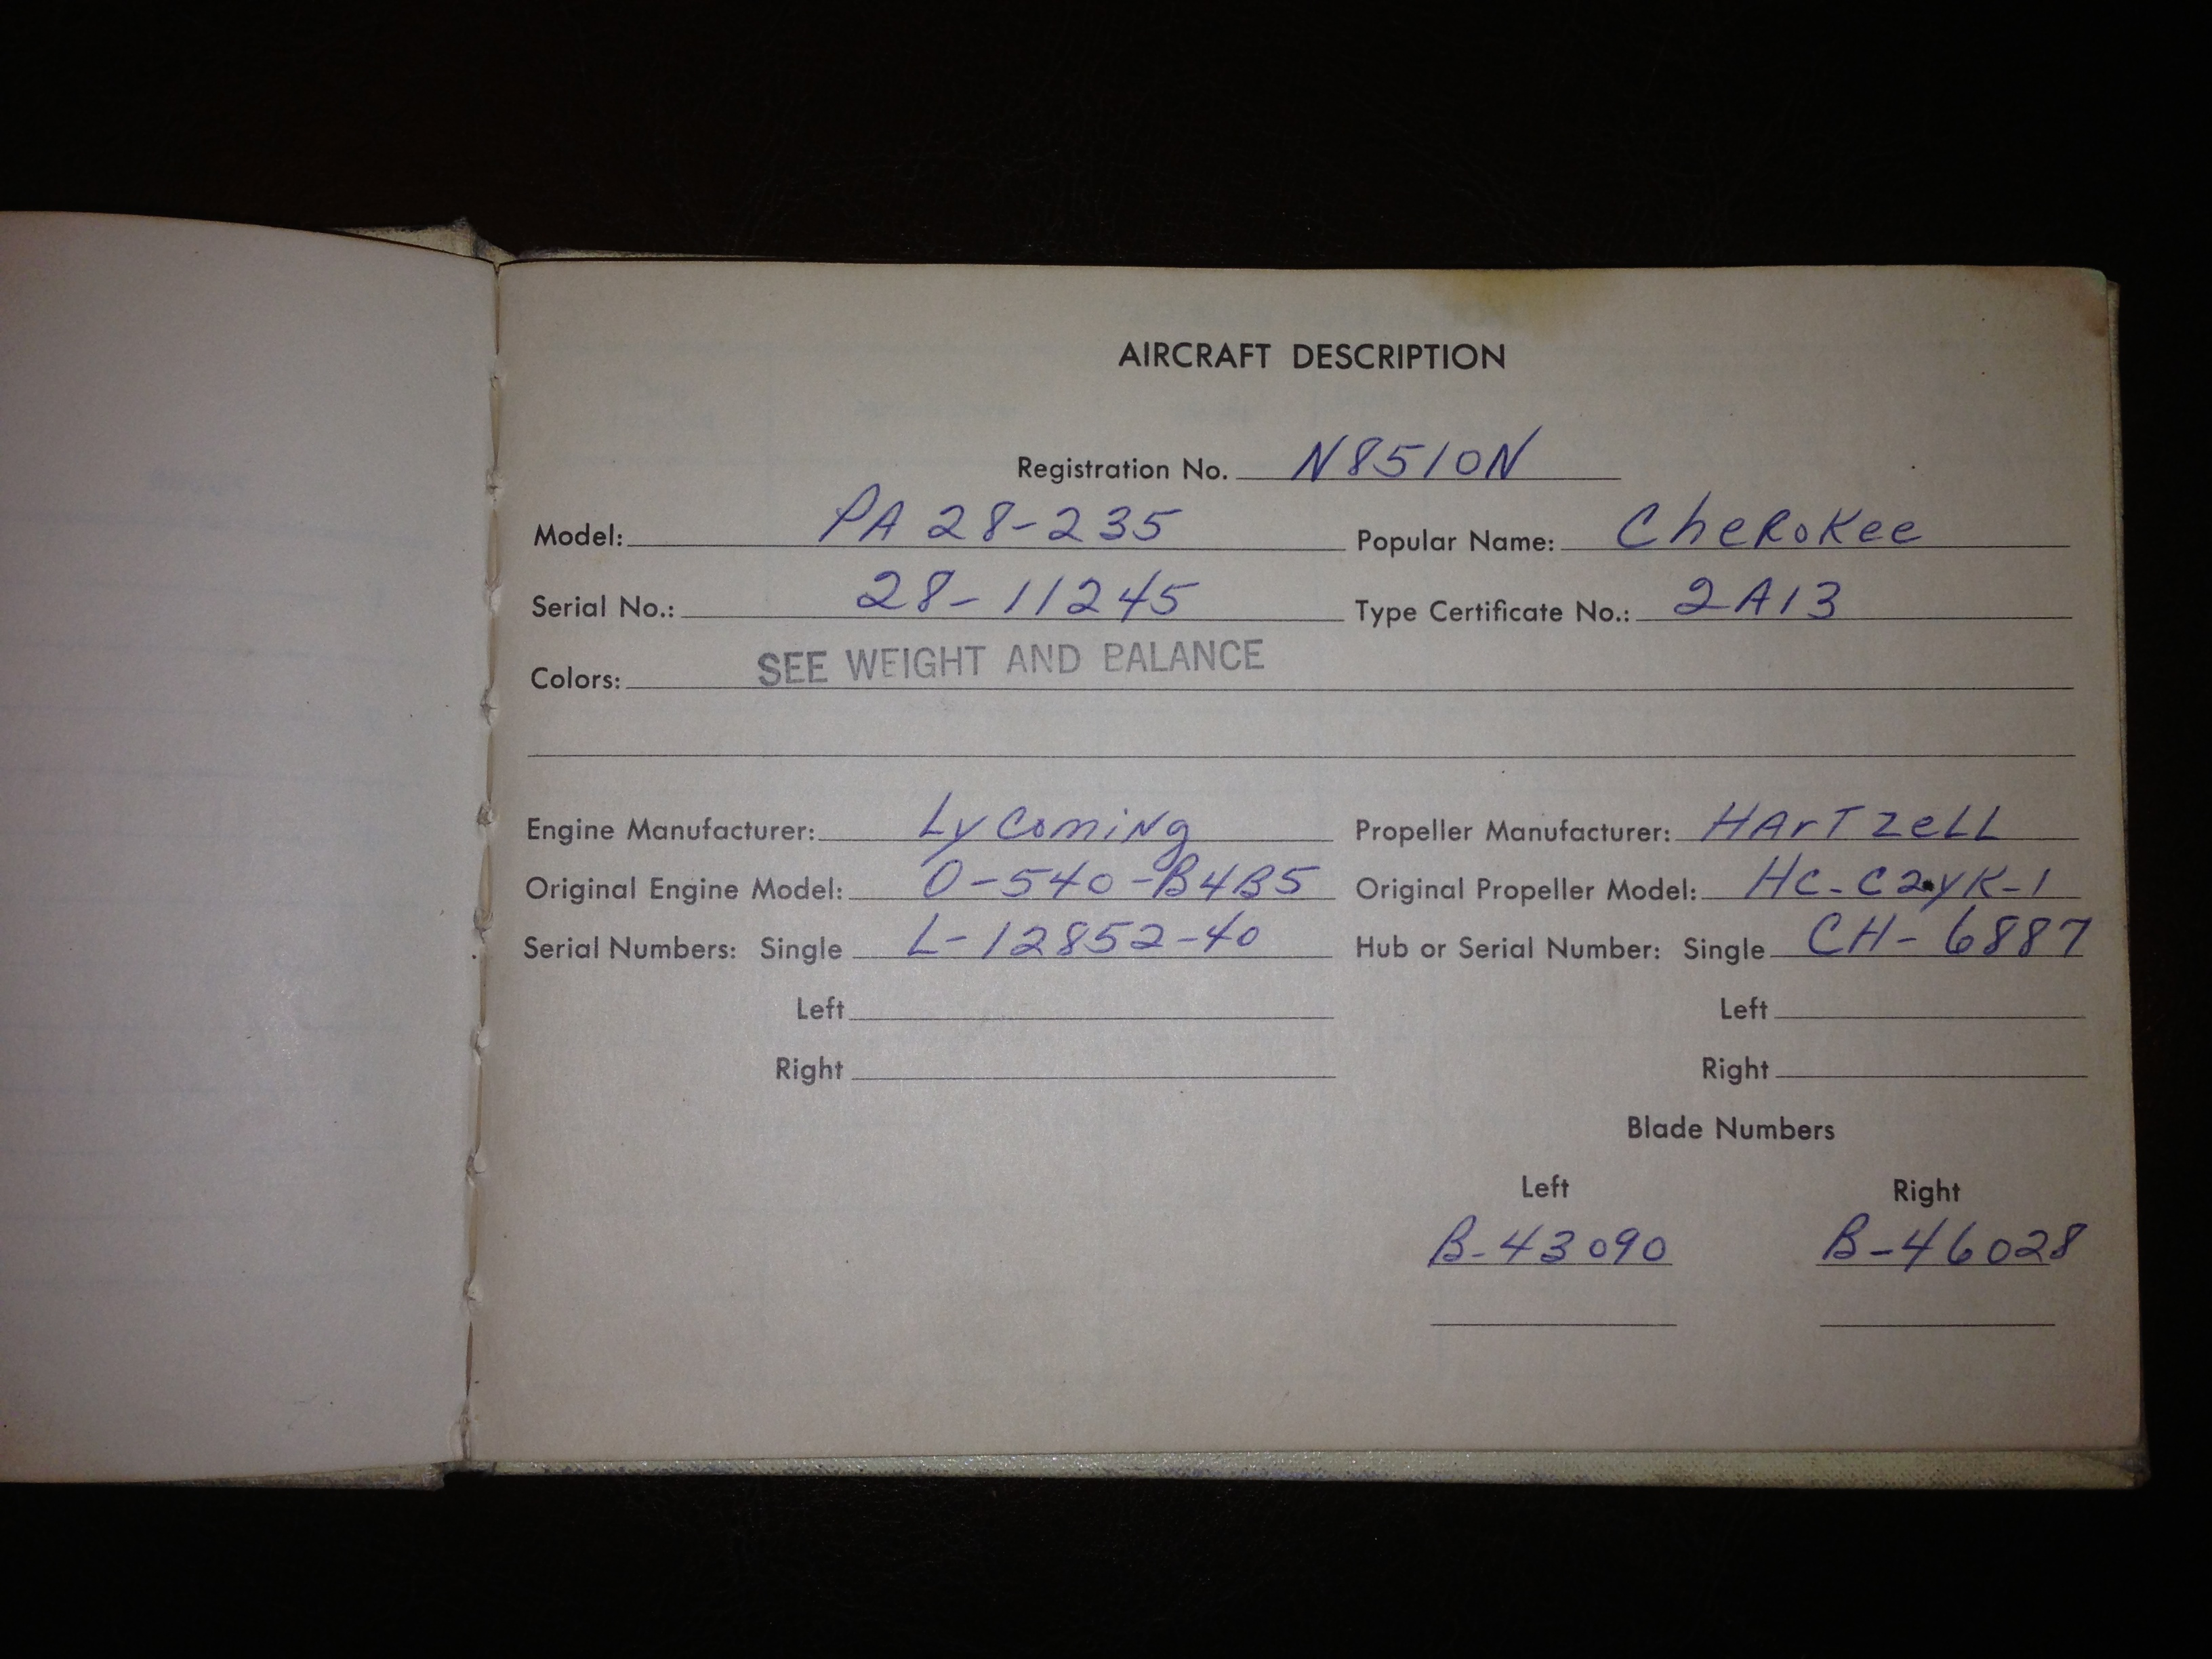 AIRCRAFT DESCRIPTION
Registration No. N8510N
Model: PA 28-235 Popular Name: CheRoKee
Serial No.: 28-11245 Type Certificate No.: 2A13
Colors: SEE WEIGHT AND BALANCE
Engine Manufacturer: LycomiNg Propeller Manufacturer: HArTzeLL
Original Engine Model: O-540-B4B5 Original Propeller Model: HC-C2YK-1
Serial Numbers: Single L-12852-40 Hub or Serial Number: Single CH-6887
Left Left
Right Right
Blade Numbers
Left Right
B-43090 B-46028